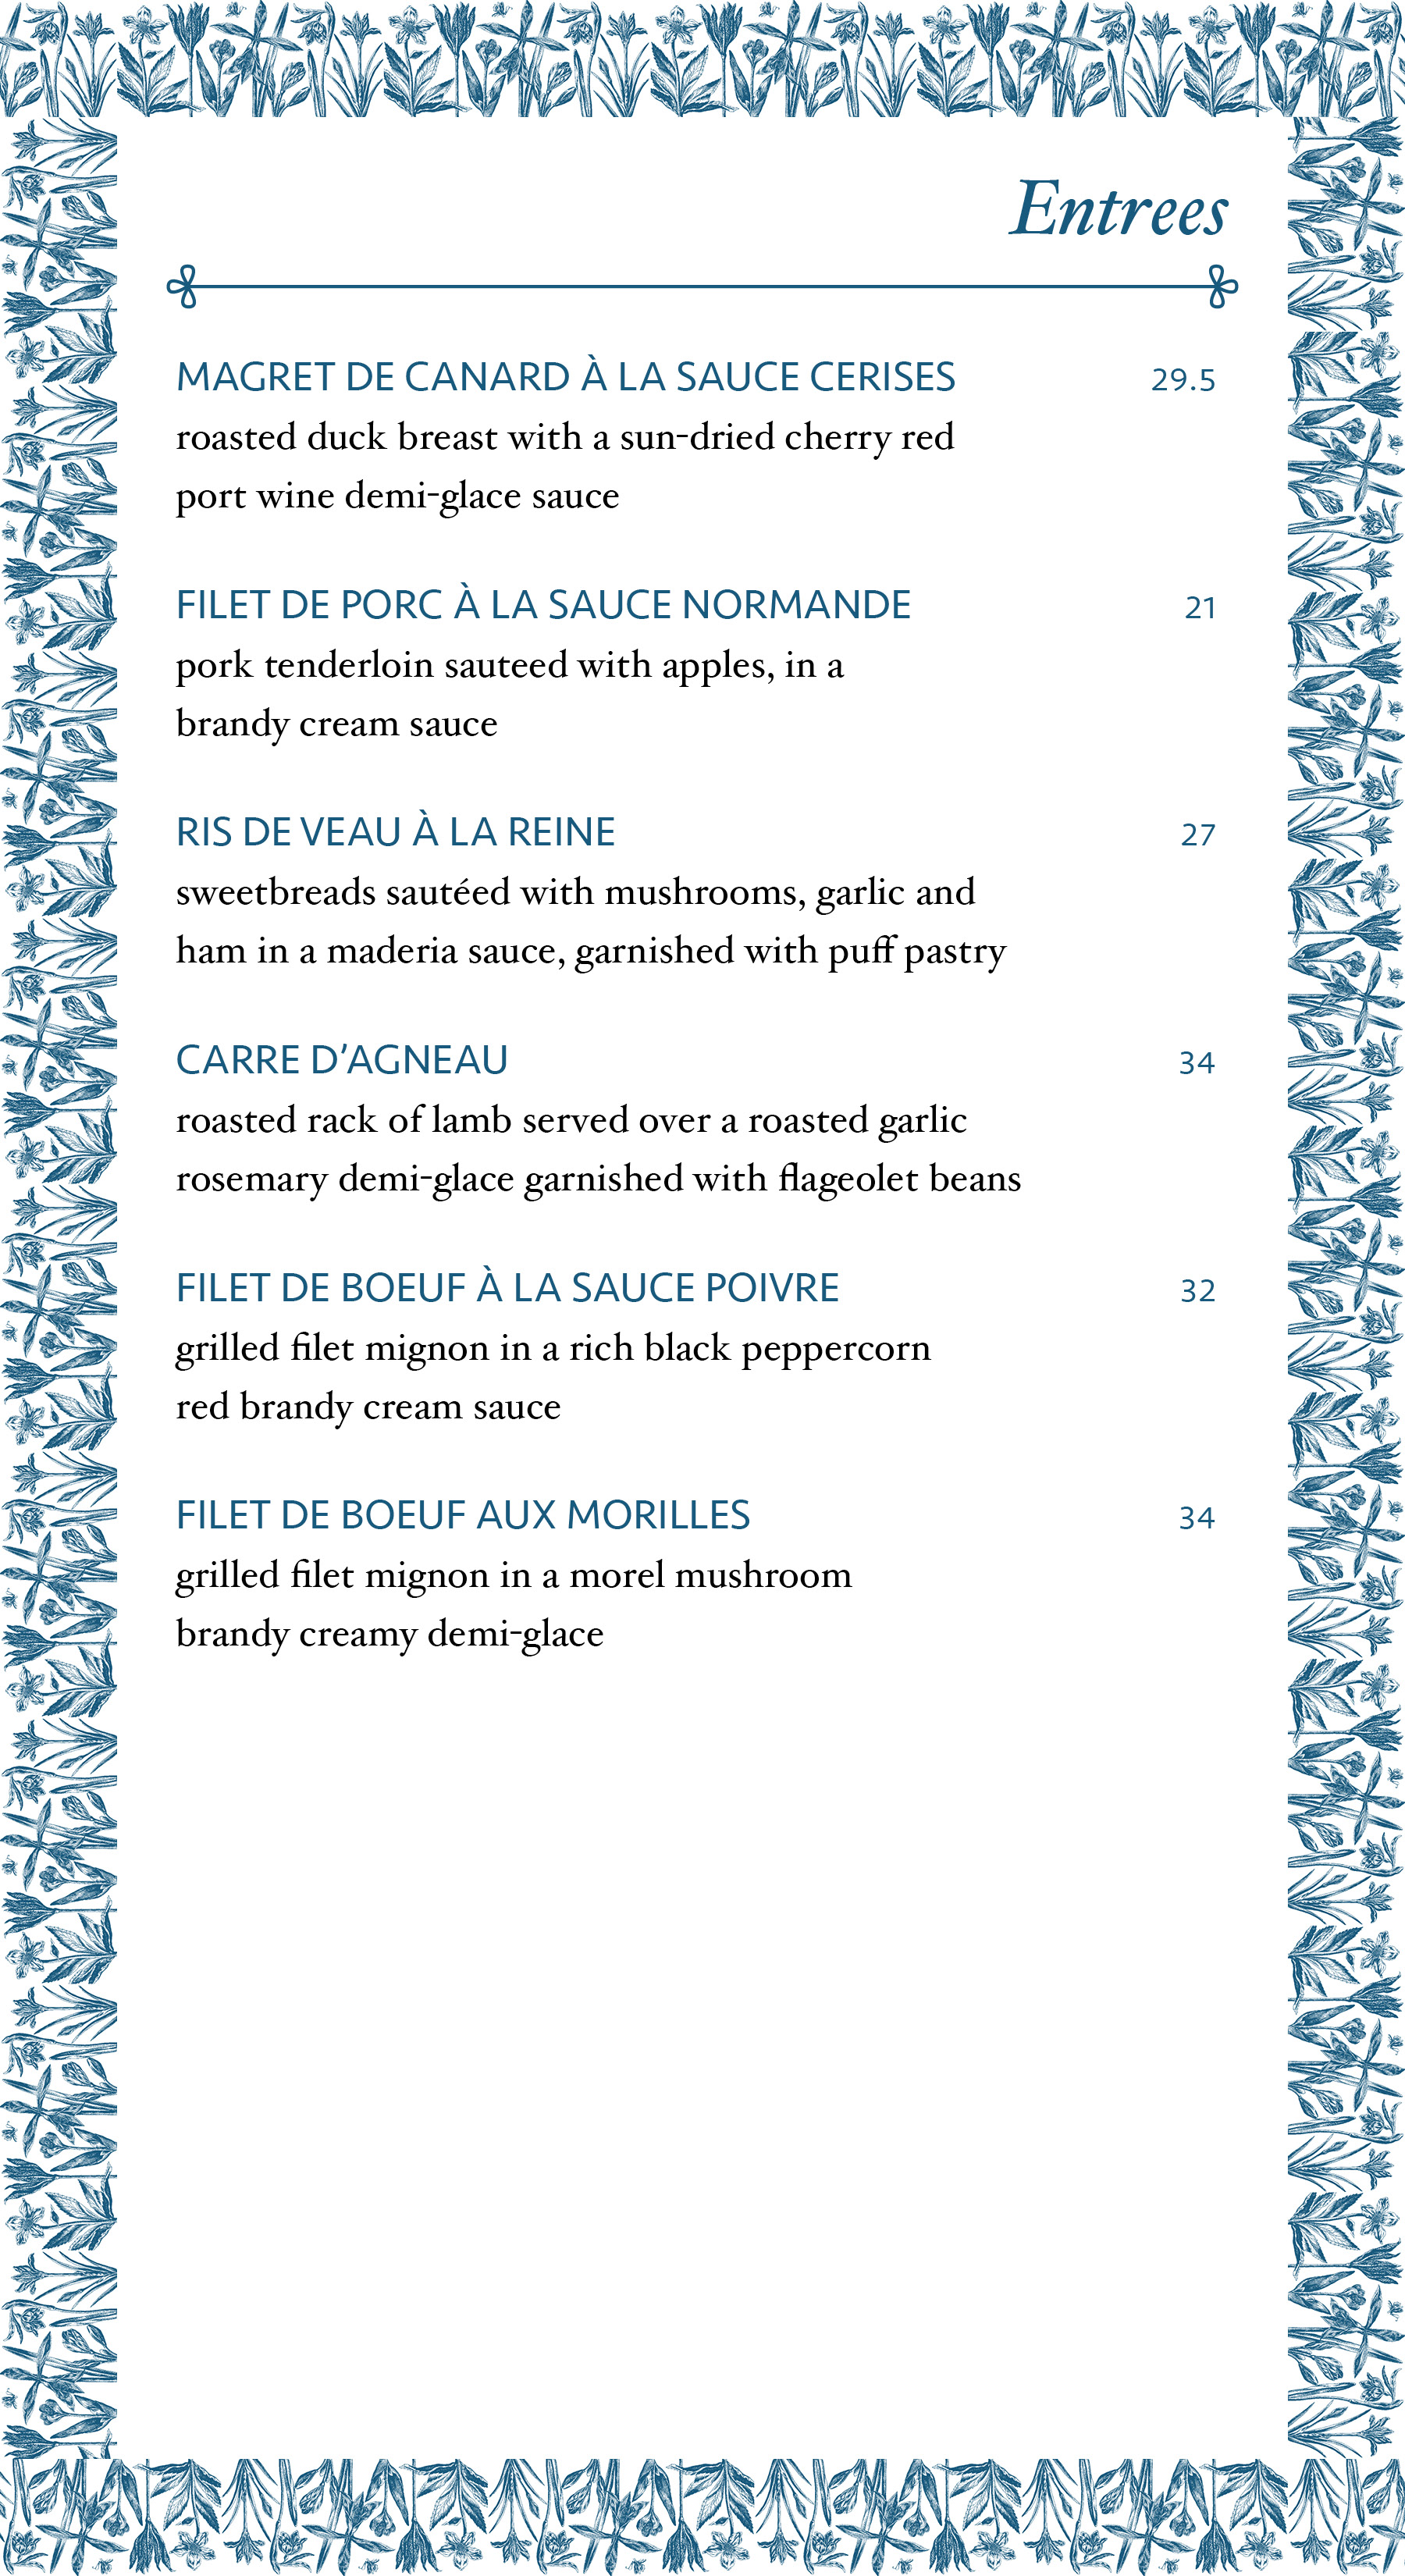 Entrees
MAGRET DE CANARD À LA SAUCE CERISES 29.5
roasted duck breast with a sun-dried cherry red
port wine demi-glace sauce
FILET DE PORC À LA SAUCE NORMANDE 21
pork tenderloin sauteed with apples, in a
brandy cream sauce
RIS DE VEAU À LA REINE 27
sweetbreads sautéed with mushrooms, garlic and
ham in a maderia sauce, garnished with puff pastry
CARRE D’AGNEAU 34
roasted rack of lamb served over a roasted garlic
rosemary demi-glace garnished with flageolet beans
FILET DE BOEUF À LA SAUCE POIVRE 32
grilled filet mignon in a rich black peppercorn
red brandy cream sauce
FILET DE BOEUF AUX MORILLES 34
grilled filet mignon in a morel mushroom
brandy creamy demi-glace